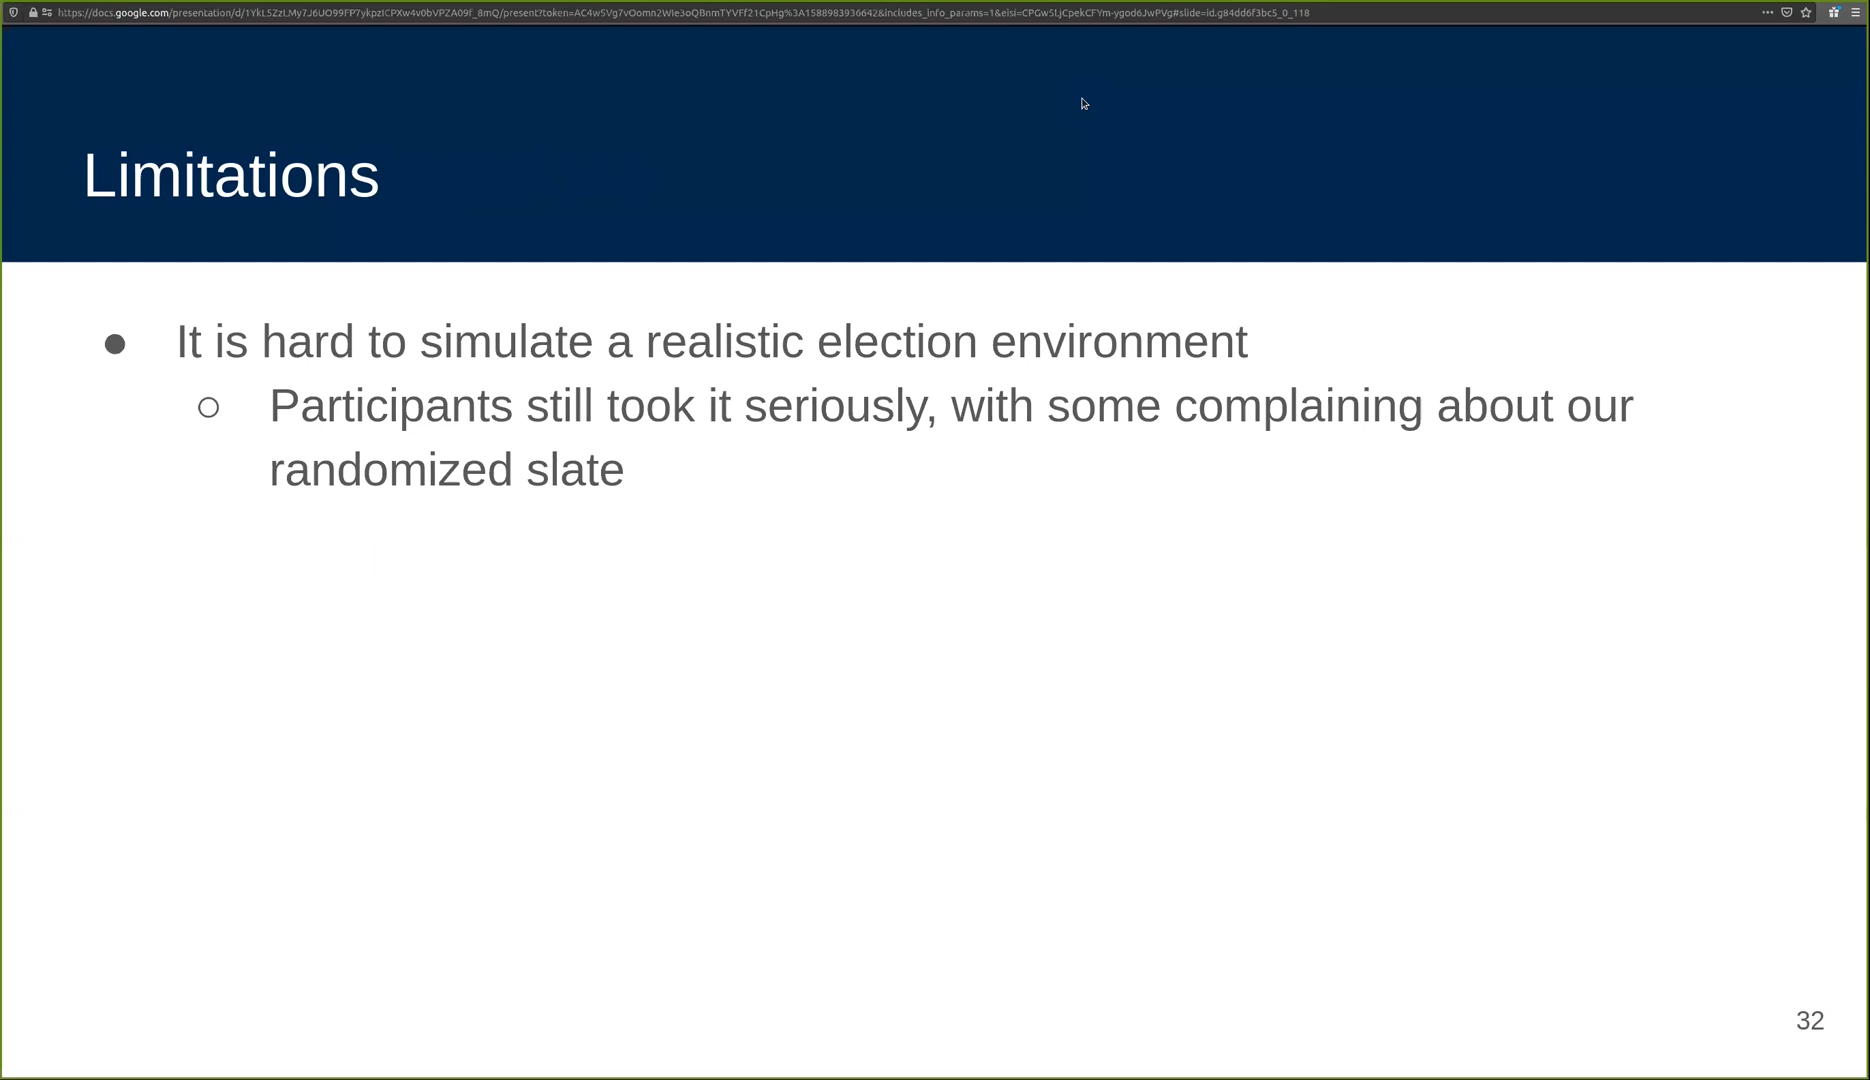 Limitations
● It is hard to simulate a realistic election environment
○ Participants still took it seriously, with some complaining about our
randomized slate
32